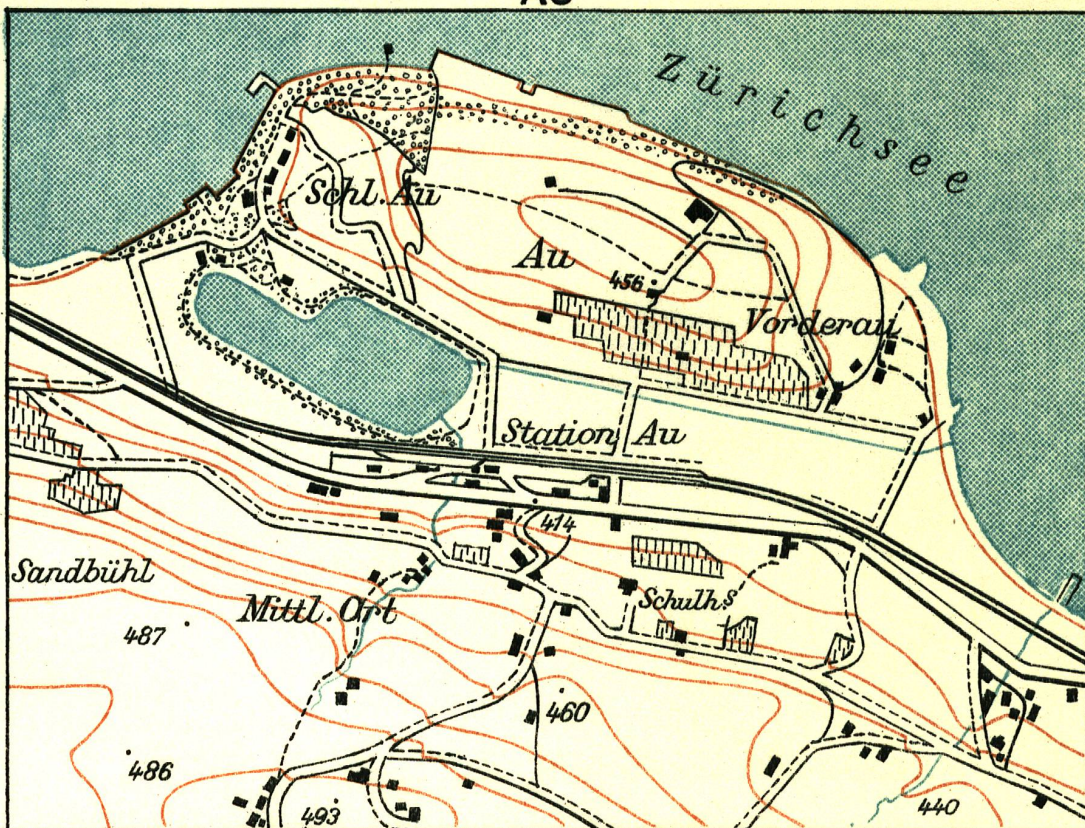 Zürichsee
Schl. Au
Au
456
Vorderau
Station Au
414
Sandbühl
Mittl. Ort
Schulhs
487
460
486
493
440